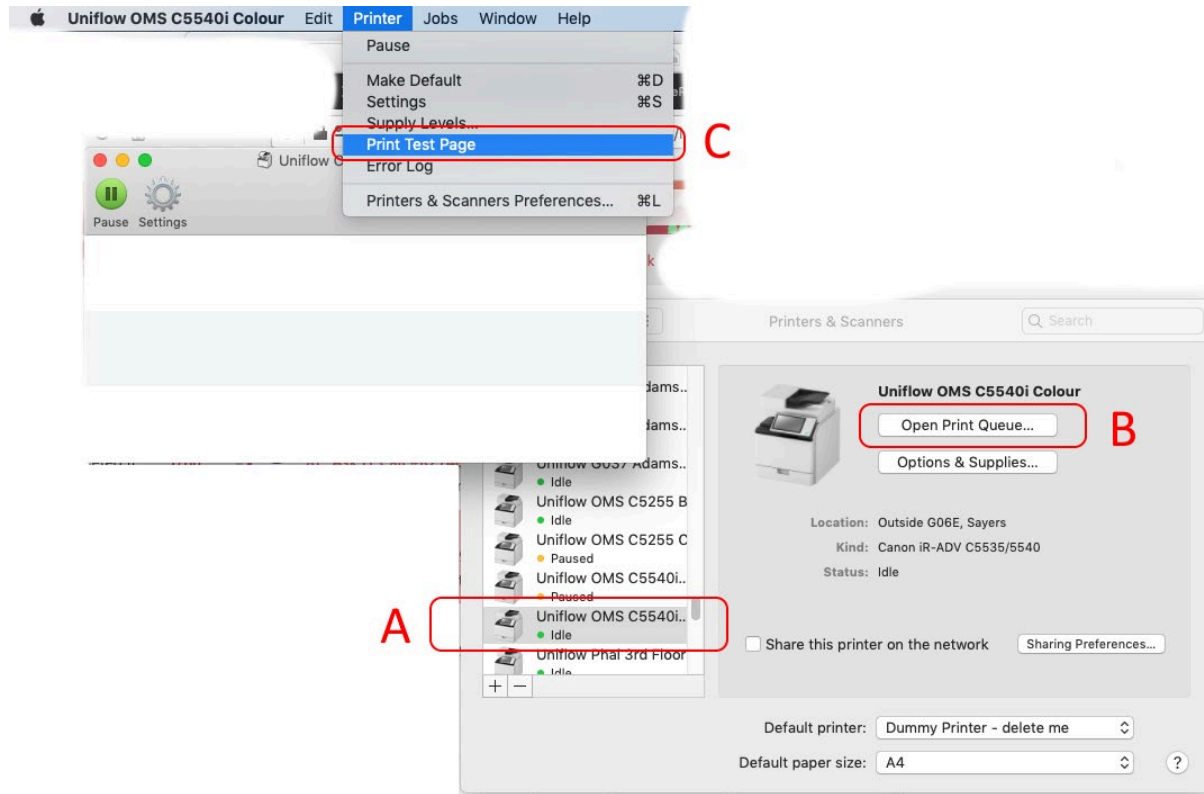 Uniflow OMS C5540i Colour Edit Printer Jobs Window Help
Pause
Make Default ⌘D
Settings ⌘S
Supply Levels...
Print Test Page
C
Error Log
Printers & Scanners Preferences... ⌘L
Uniflow O
Pause Settings
k
Printers & Scanners
Search
dams..
dams..
Uniflow G037 Adams..
Idle
Uniflow OMS C5255 B
Idle
Uniflow OMS C5255 C
Paused
Uniflow OMS C5540i..
Paused
A
Uniflow OMS C5540i..
Idle
Uniflow Phal 3rd Floor
Idle
+ −
Uniflow OMS C5540i Colour
Open Print Queue...
B
Options & Supplies...
Location: Outside G06E, Sayers
Kind: Canon iR-ADV C5535/5540
Status: Idle
Share this printer on the network Sharing Preferences...
Default printer: Dummy Printer - delete me
Default paper size: A4 ?